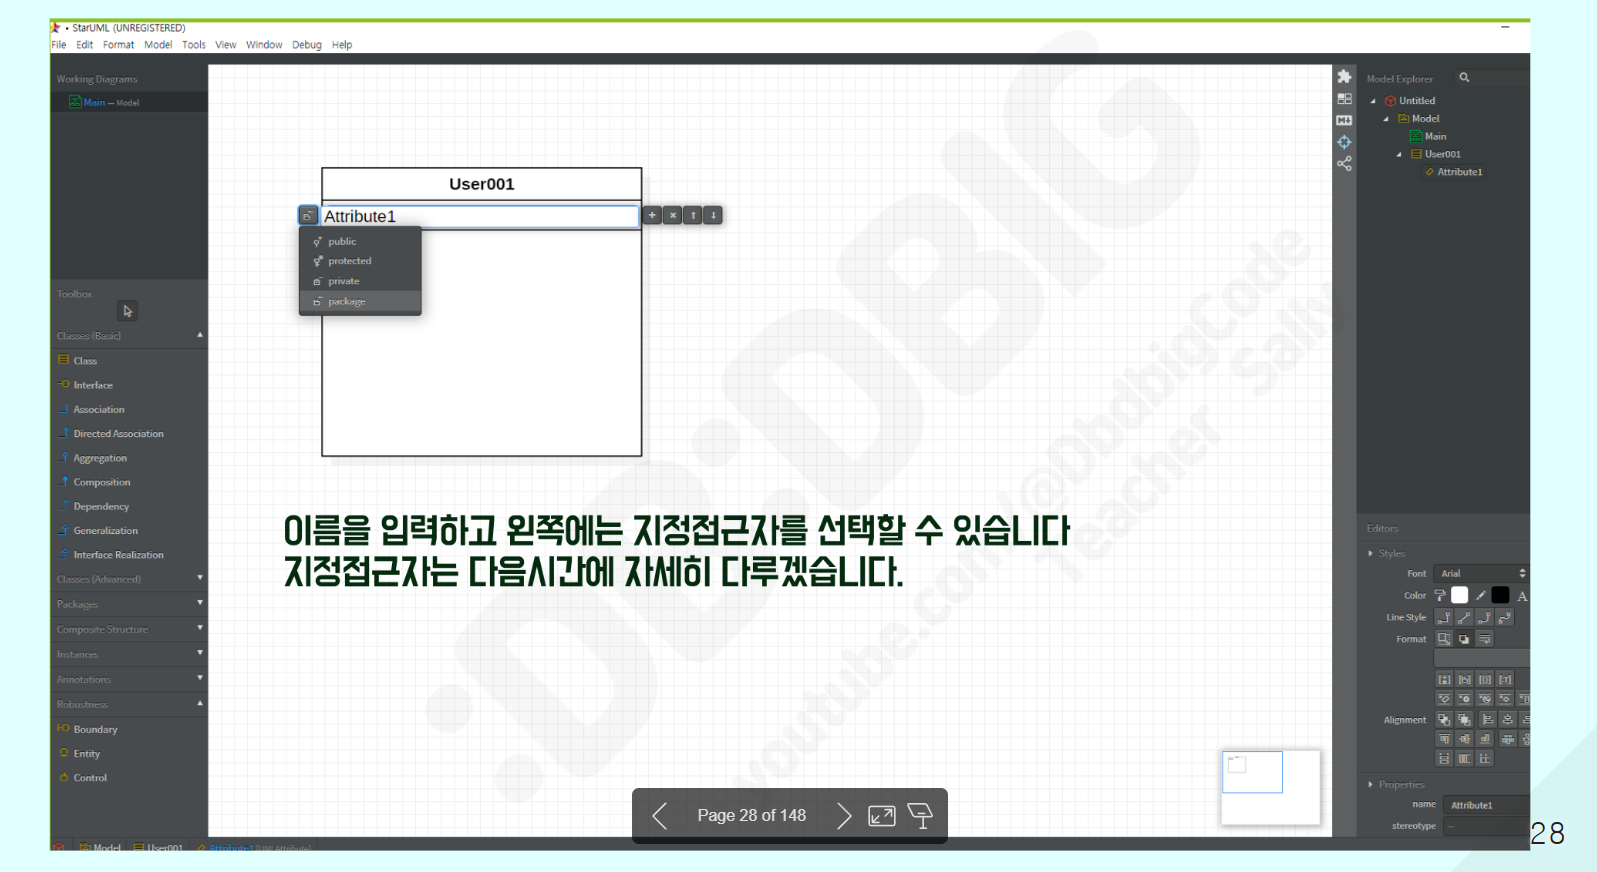 StarUML (UNREGISTERED)
File Edit Format Model Tools View Window Debug Help
Working Diagrams
Main — Model
Toolbox
Classes (Basic)
Class
Interface
Association
Directed Association
Aggregation
Composition
Dependency
Generalization
Interface Realization
Classes (Advanced)
Packages
Composite Structure
Instances
Annotations
Robustness
Boundary
Entity
Control
User001
Attribute1
public
protected
private
package
이름을 입력하고 왼쪽에는 지정접근자를 선택할 수 있습니다
지정접근자는 다음시간에 자세히 다루겠습니다.
iDBiDBIG
youtube.com/@DbdbigCode
Teacher Sally
Model Explorer
Untitled
Model
Main
User001
Attribute1
Editors
Styles
Font Arial
Color
Line Style
Format
Alignment
Properties
name Attribute1
stereotype —
Page 28 of 148
28
Model User001 Attribute1 [UMLAttribute]